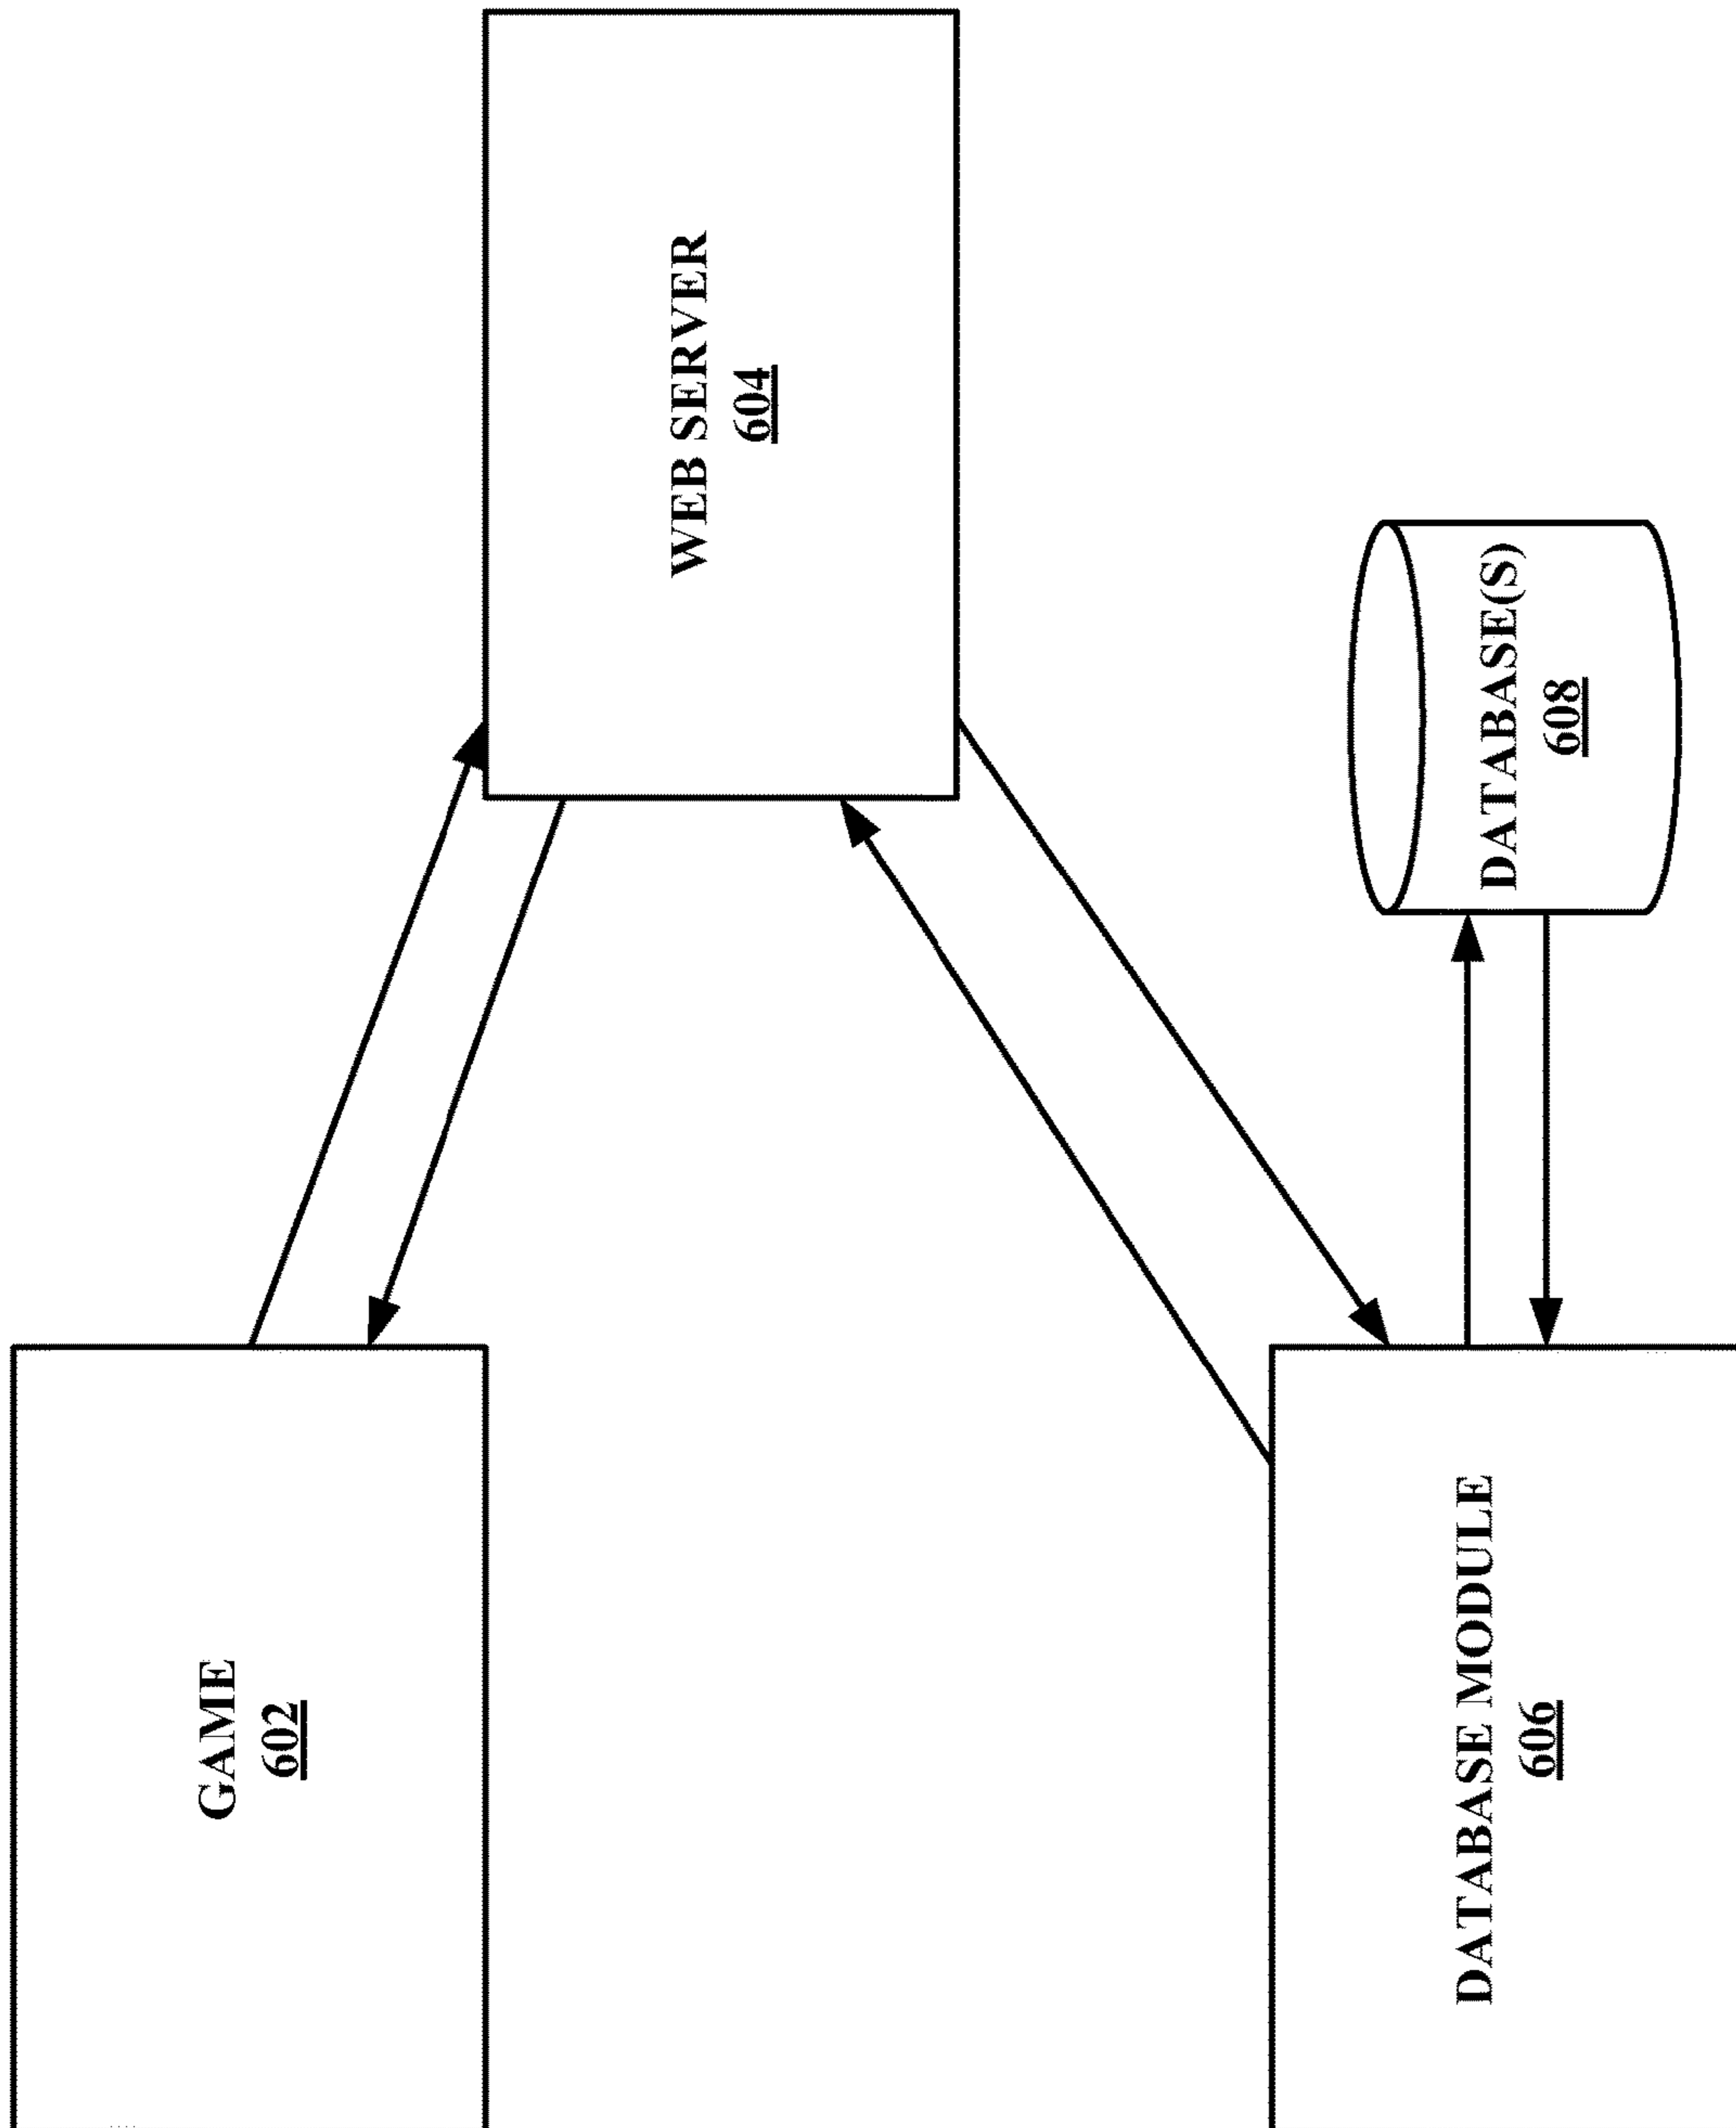 GAME
602
WEB SERVER
604
DATABASE MODULE
606
DATABASE(S)
608